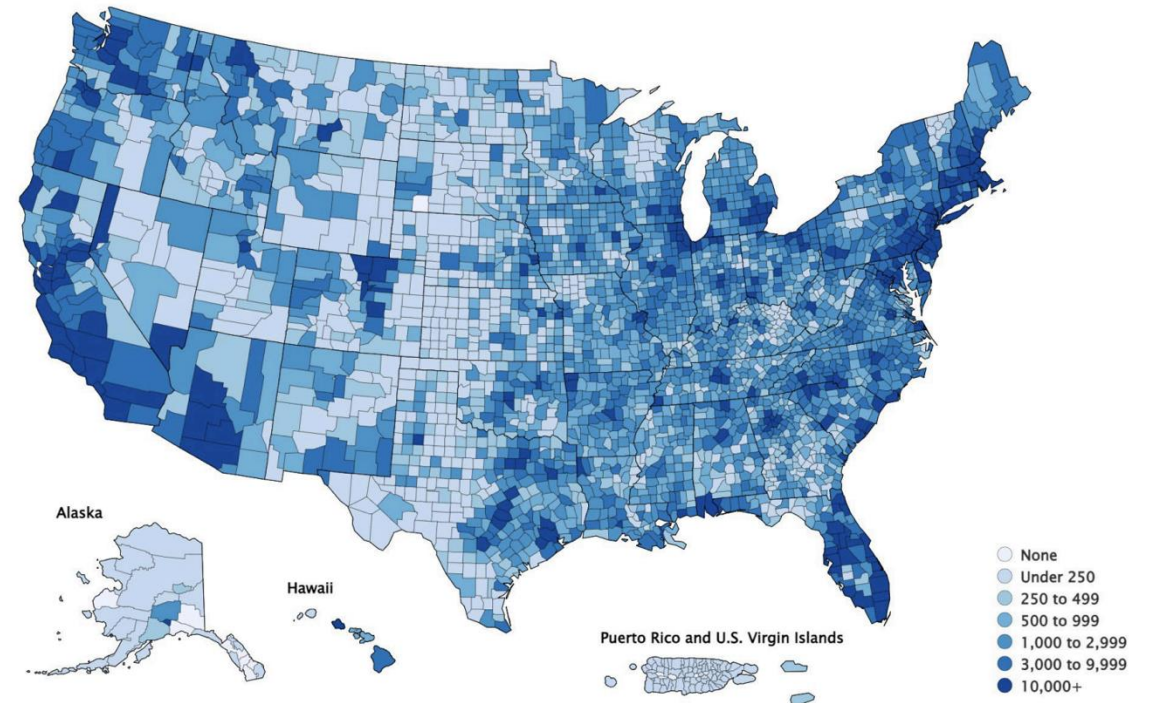 Alaska
Hawaii
Puerto Rico and U.S. Virgin Islands
None
Under 250
250 to 499
500 to 999
1,000 to 2,999
3,000 to 9,999
10,000+